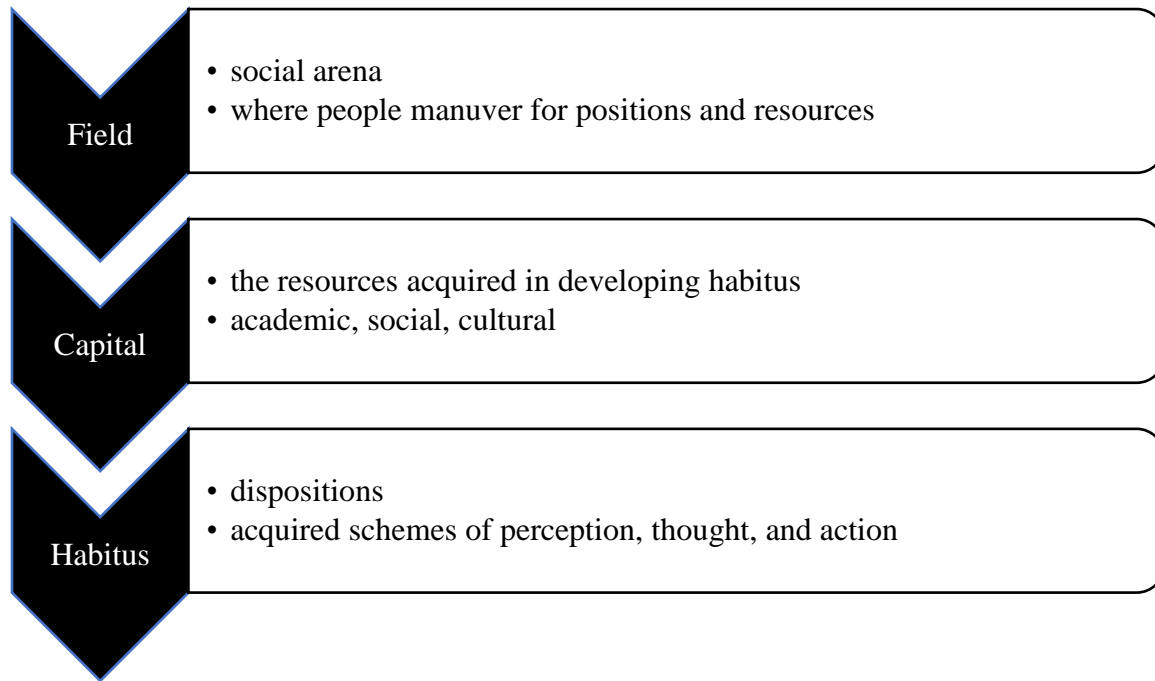 Field
• social arena
• where people manuver for positions and resources
Capital
• the resources acquired in developing habitus
• academic, social, cultural
Habitus
• dispositions
• acquired schemes of perception, thought, and action